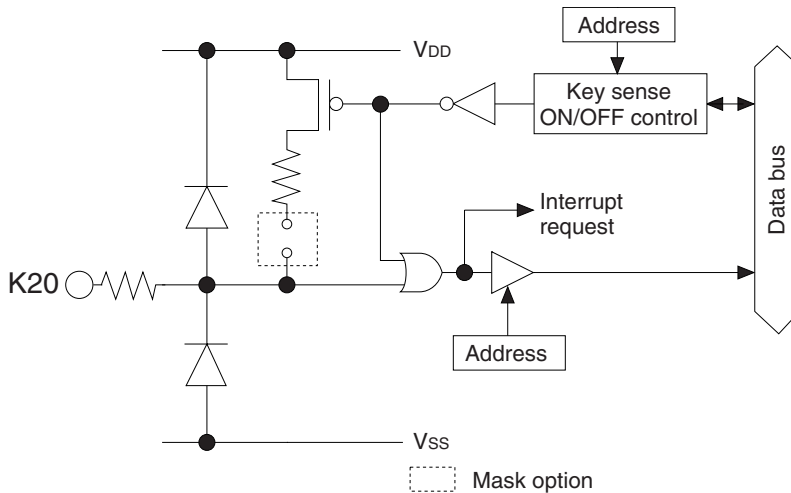 Address
VDD
Key sense
ON/OFF control
Data bus
Interrupt
request
K20
Address
VSS
Mask option